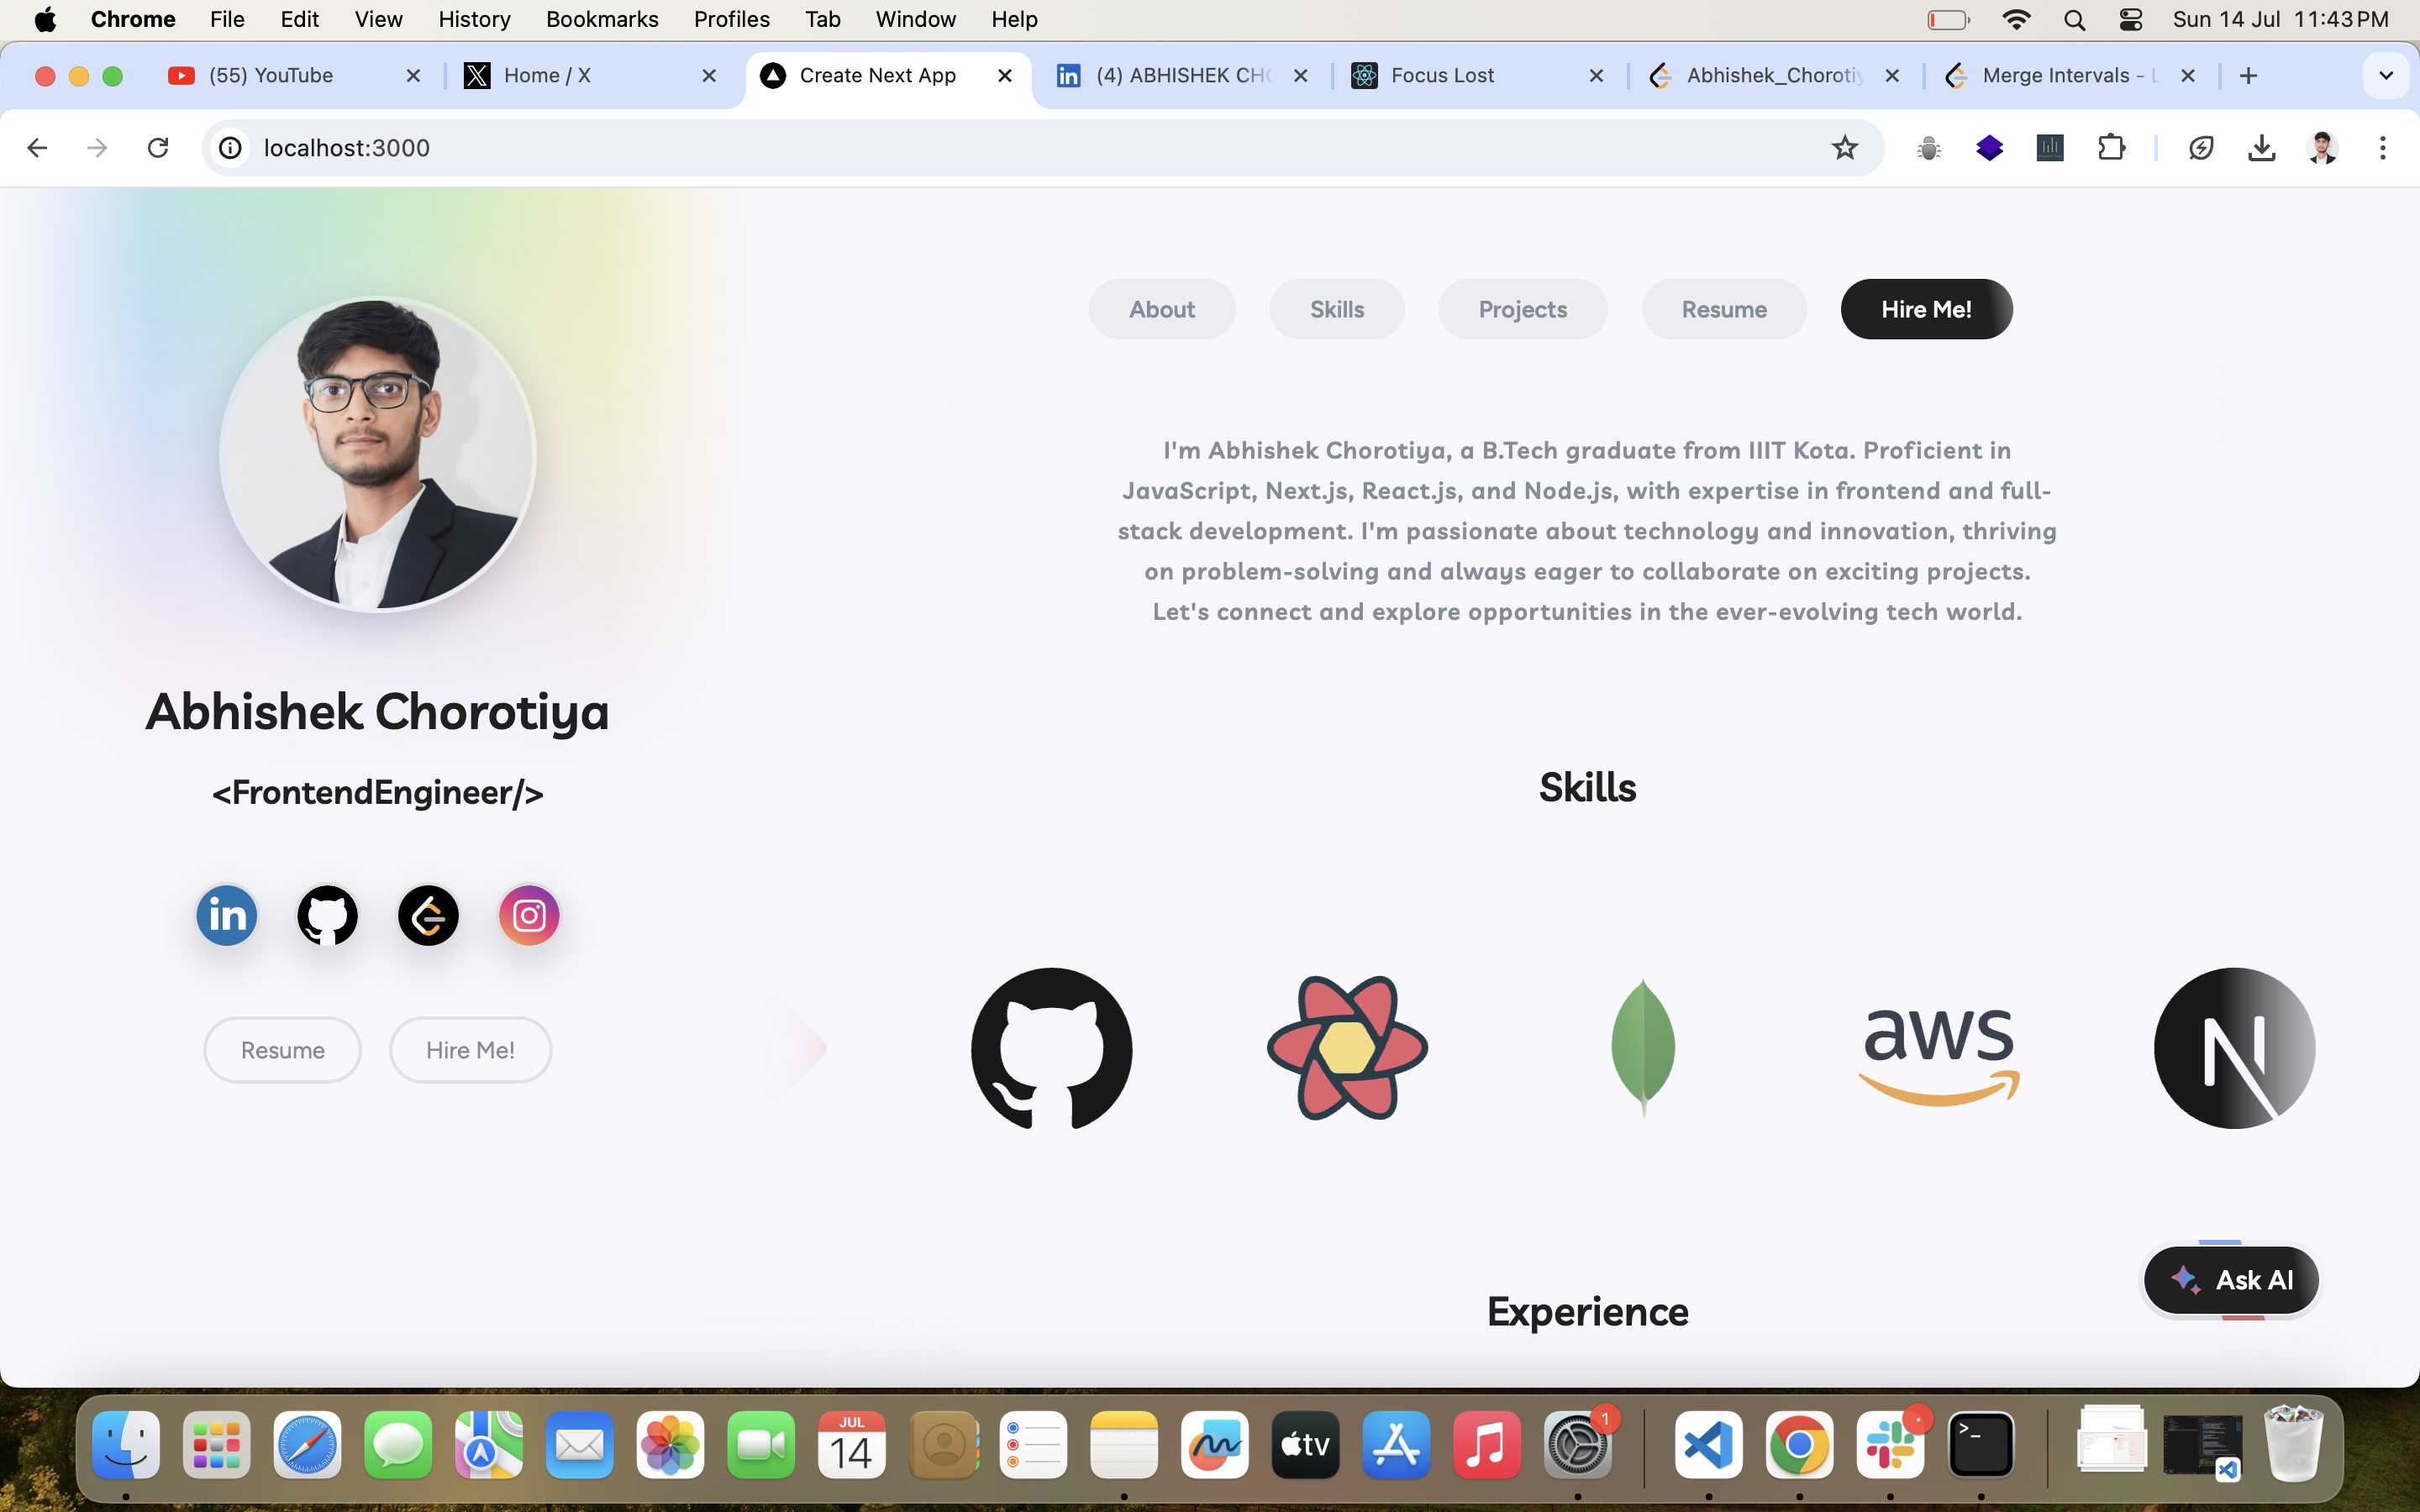 Chrome File Edit View History Bookmarks Profiles Tab Window Help Sun 14 Jul 11:43 PM
(55) YouTube Home / X Create Next App (4) ABHISHEK CHO Focus Lost Abhishek_Chorotiy Merge Intervals - L
localhost:3000
About Skills Projects Resume Hire Me!
I'm Abhishek Chorotiya, a B.Tech graduate from IIIT Kota. Proficient in
JavaScript, Next.js, React.js, and Node.js, with expertise in frontend and full-
stack development. I'm passionate about technology and innovation, thriving
on problem-solving and always eager to collaborate on exciting projects.
Let's connect and explore opportunities in the ever-evolving tech world.
Abhishek Chorotiya
<FrontendEngineer/>
in
Resume Hire Me!
Skills
aws
N
Experience
Ask AI
JUL
14
tv
1
>_